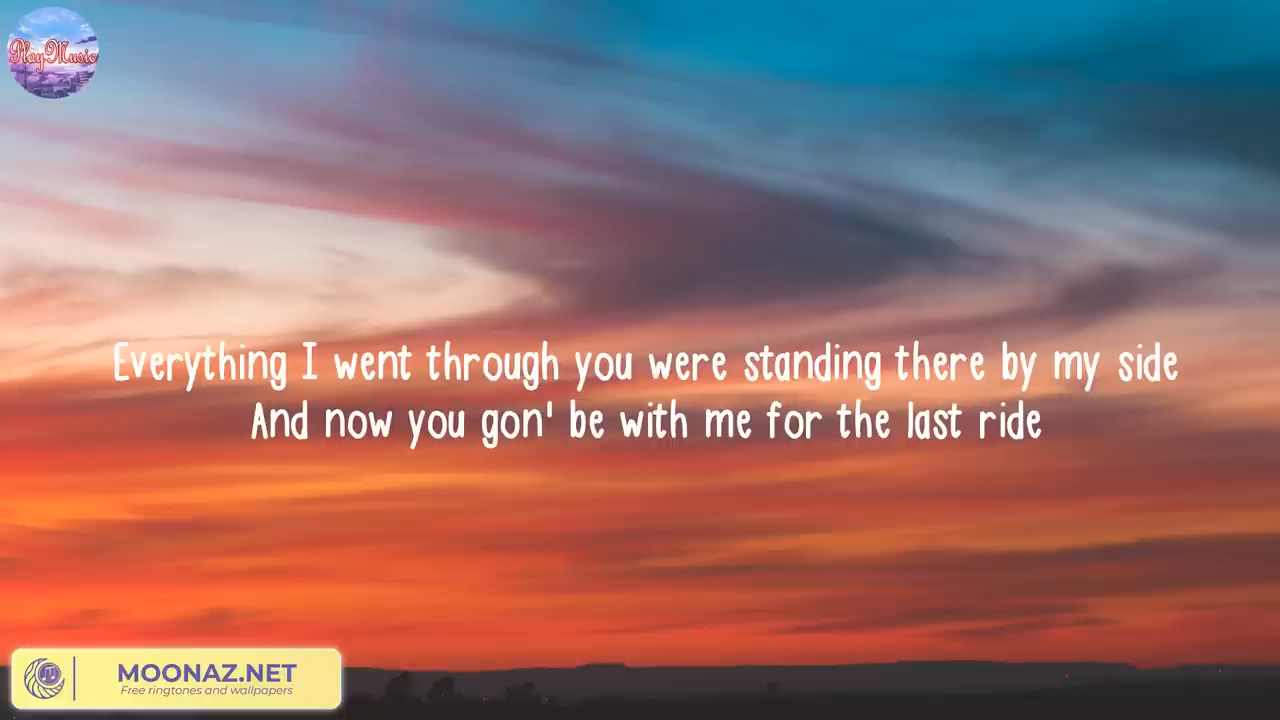 PlayMusic
Everything I went through you were standing there by my side
And now you gon' be with me for the last ride
MOONAZ.NET
Free ringtones and wallpapers